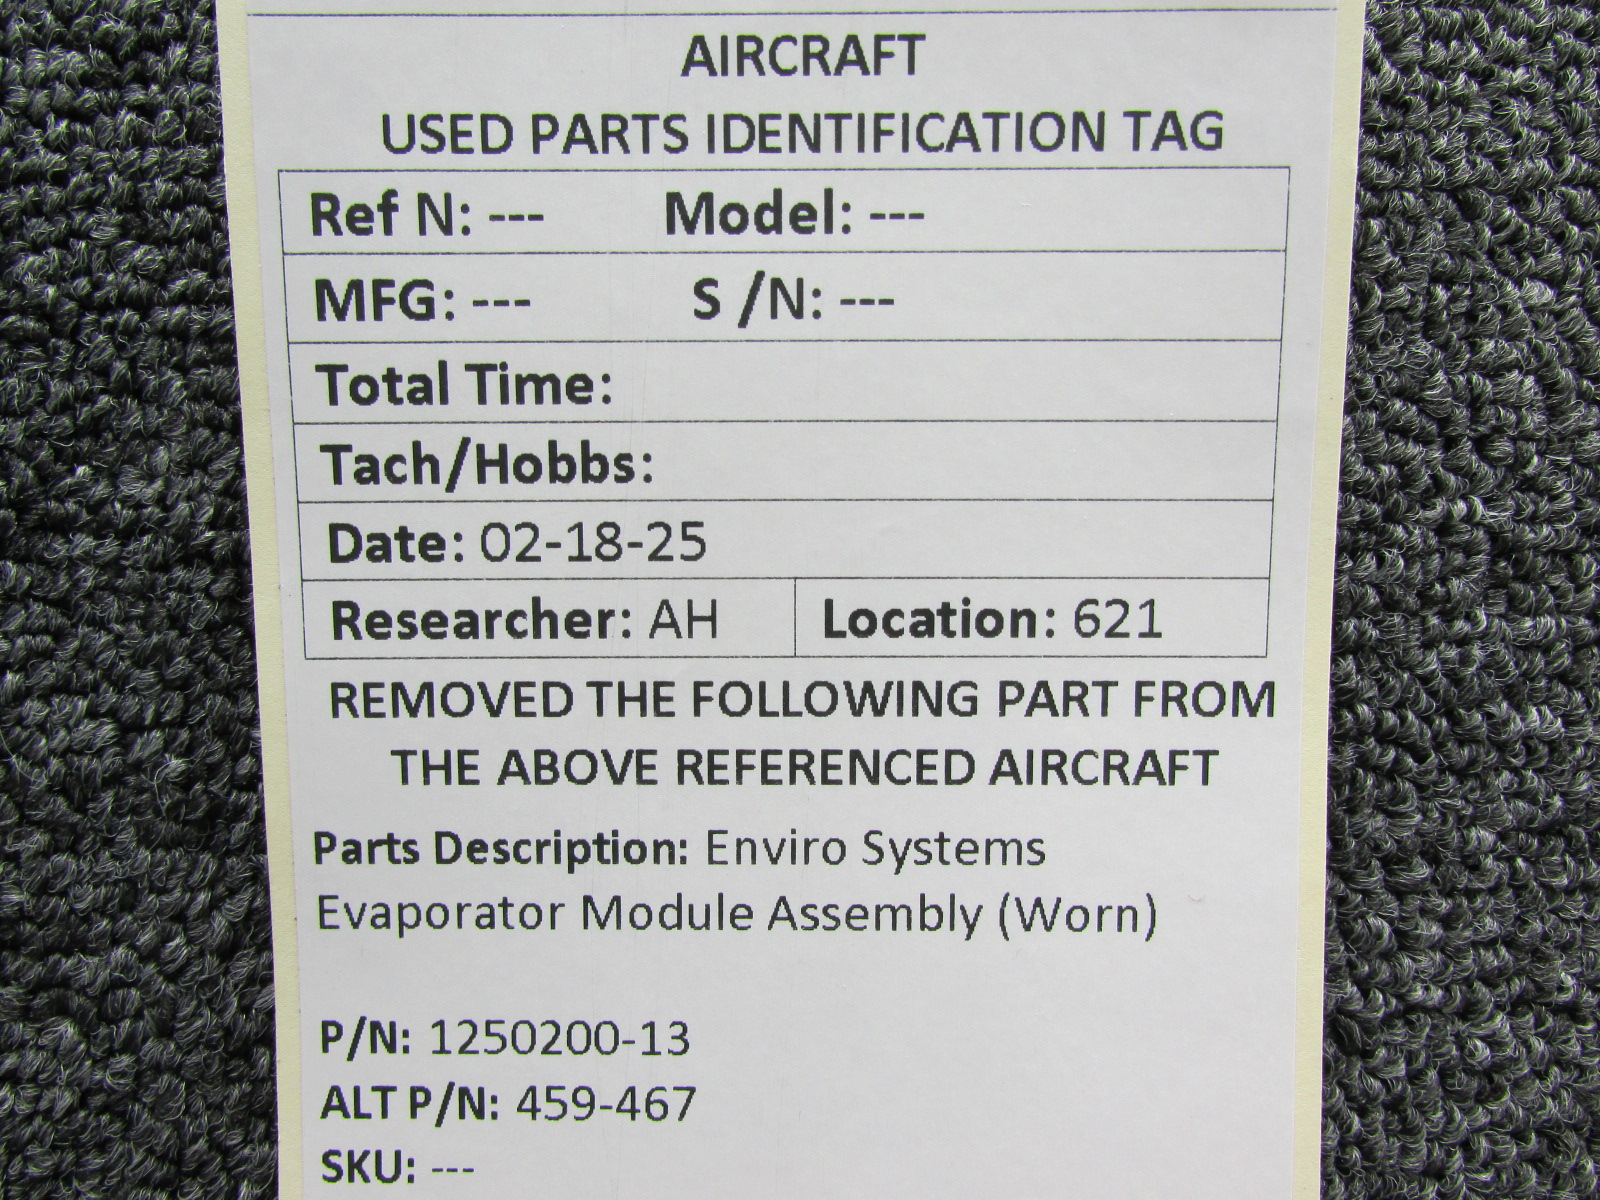 AIRCRAFT
USED PARTS IDENTIFICATION TAG
Ref N: --- Model: ---
MFG: --- S /N: ---
Total Time:
Tach/Hobbs:
Date: 02-18-25
Researcher: AH Location: 621
REMOVED THE FOLLOWING PART FROM
THE ABOVE REFERENCED AIRCRAFT
Parts Description: Enviro Systems
Evaporator Module Assembly (Worn)
P/N: 1250200-13
ALT P/N: 459-467
SKU: ---